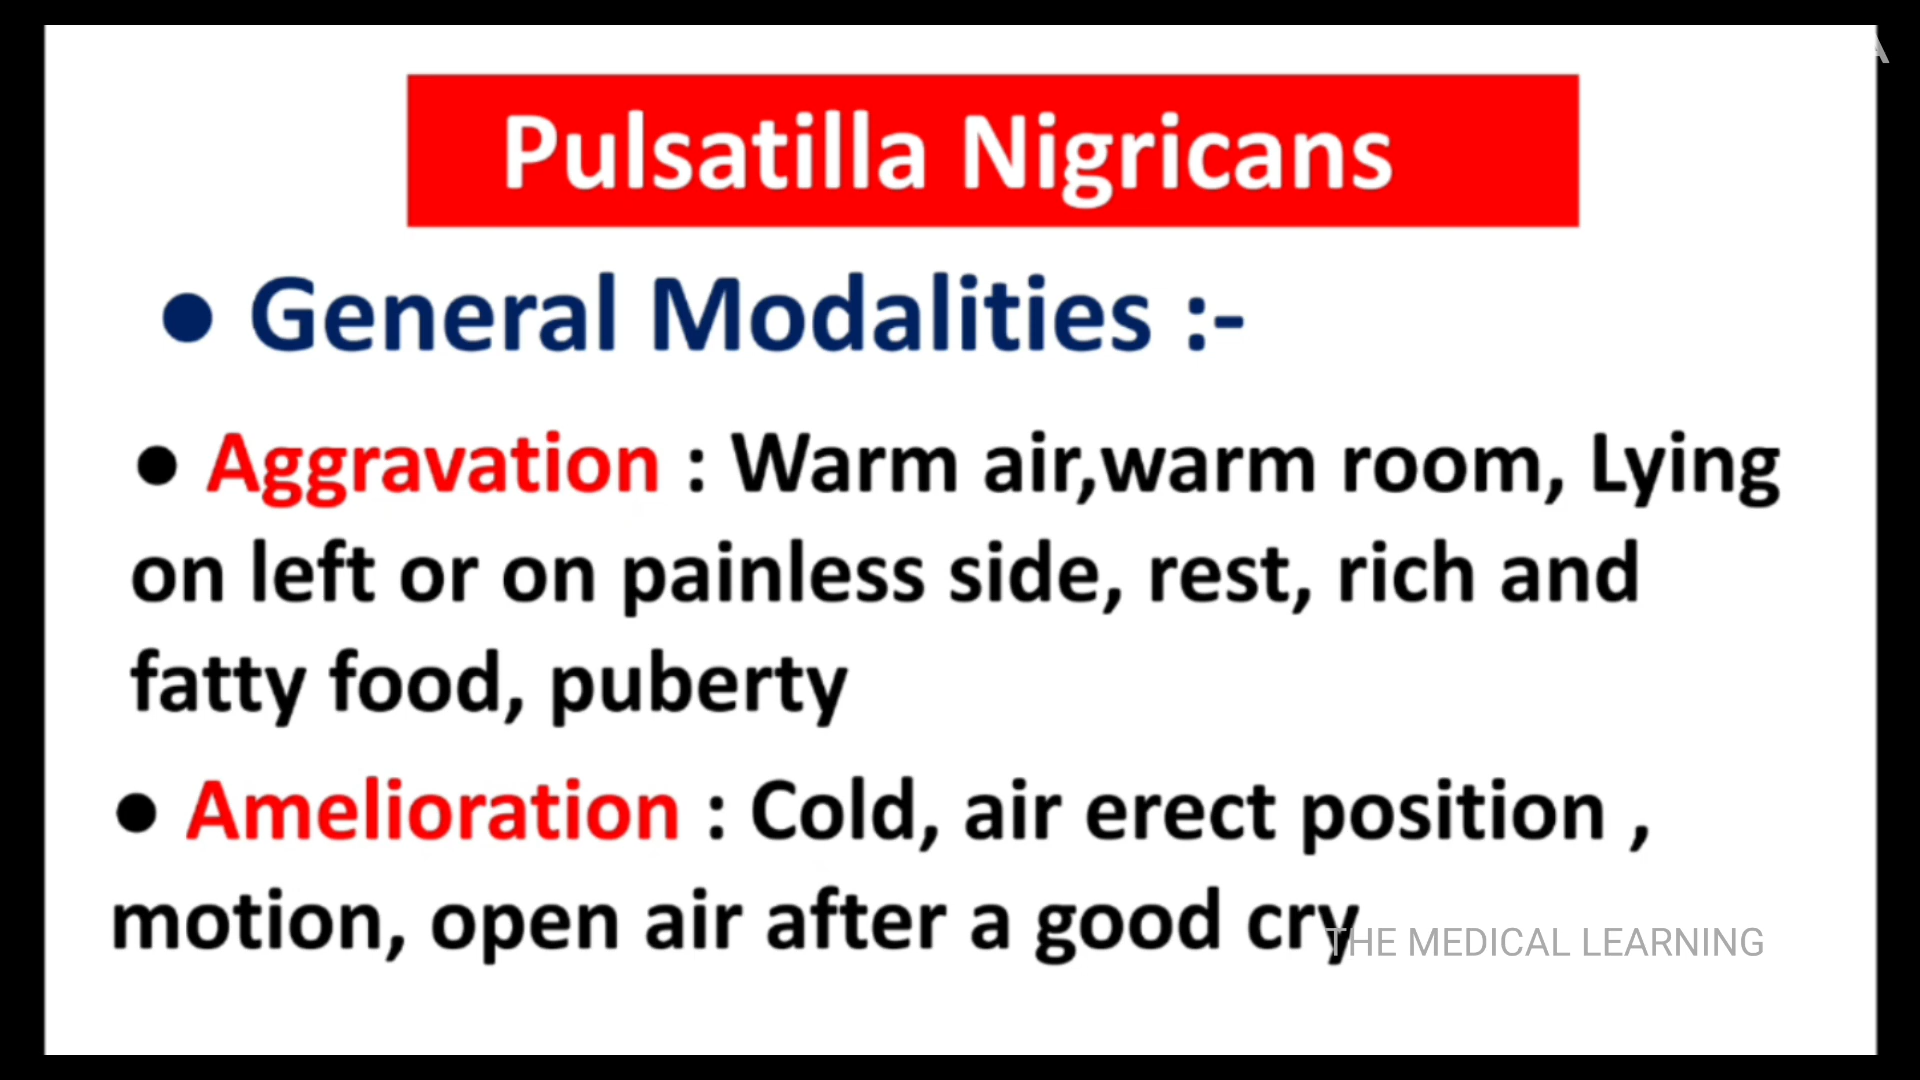 Pulsatilla Nigricans
● General Modalities :-
● Aggravation : Warm air,warm room, Lying
on left or on painless side, rest, rich and
fatty food, puberty
● Amelioration : Cold, air erect position ,
motion, open air after a good cry
THE MEDICAL LEARNING